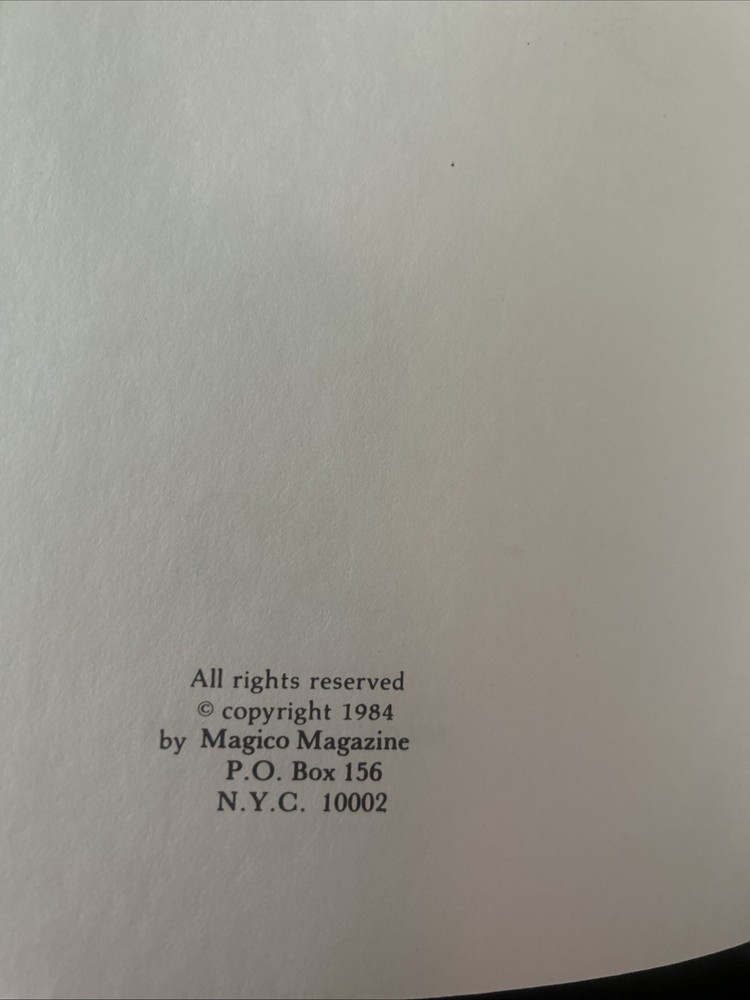 All rights reserved
© copyright 1984
by Magico Magazine
P.O. Box 156
N.Y.C. 10002